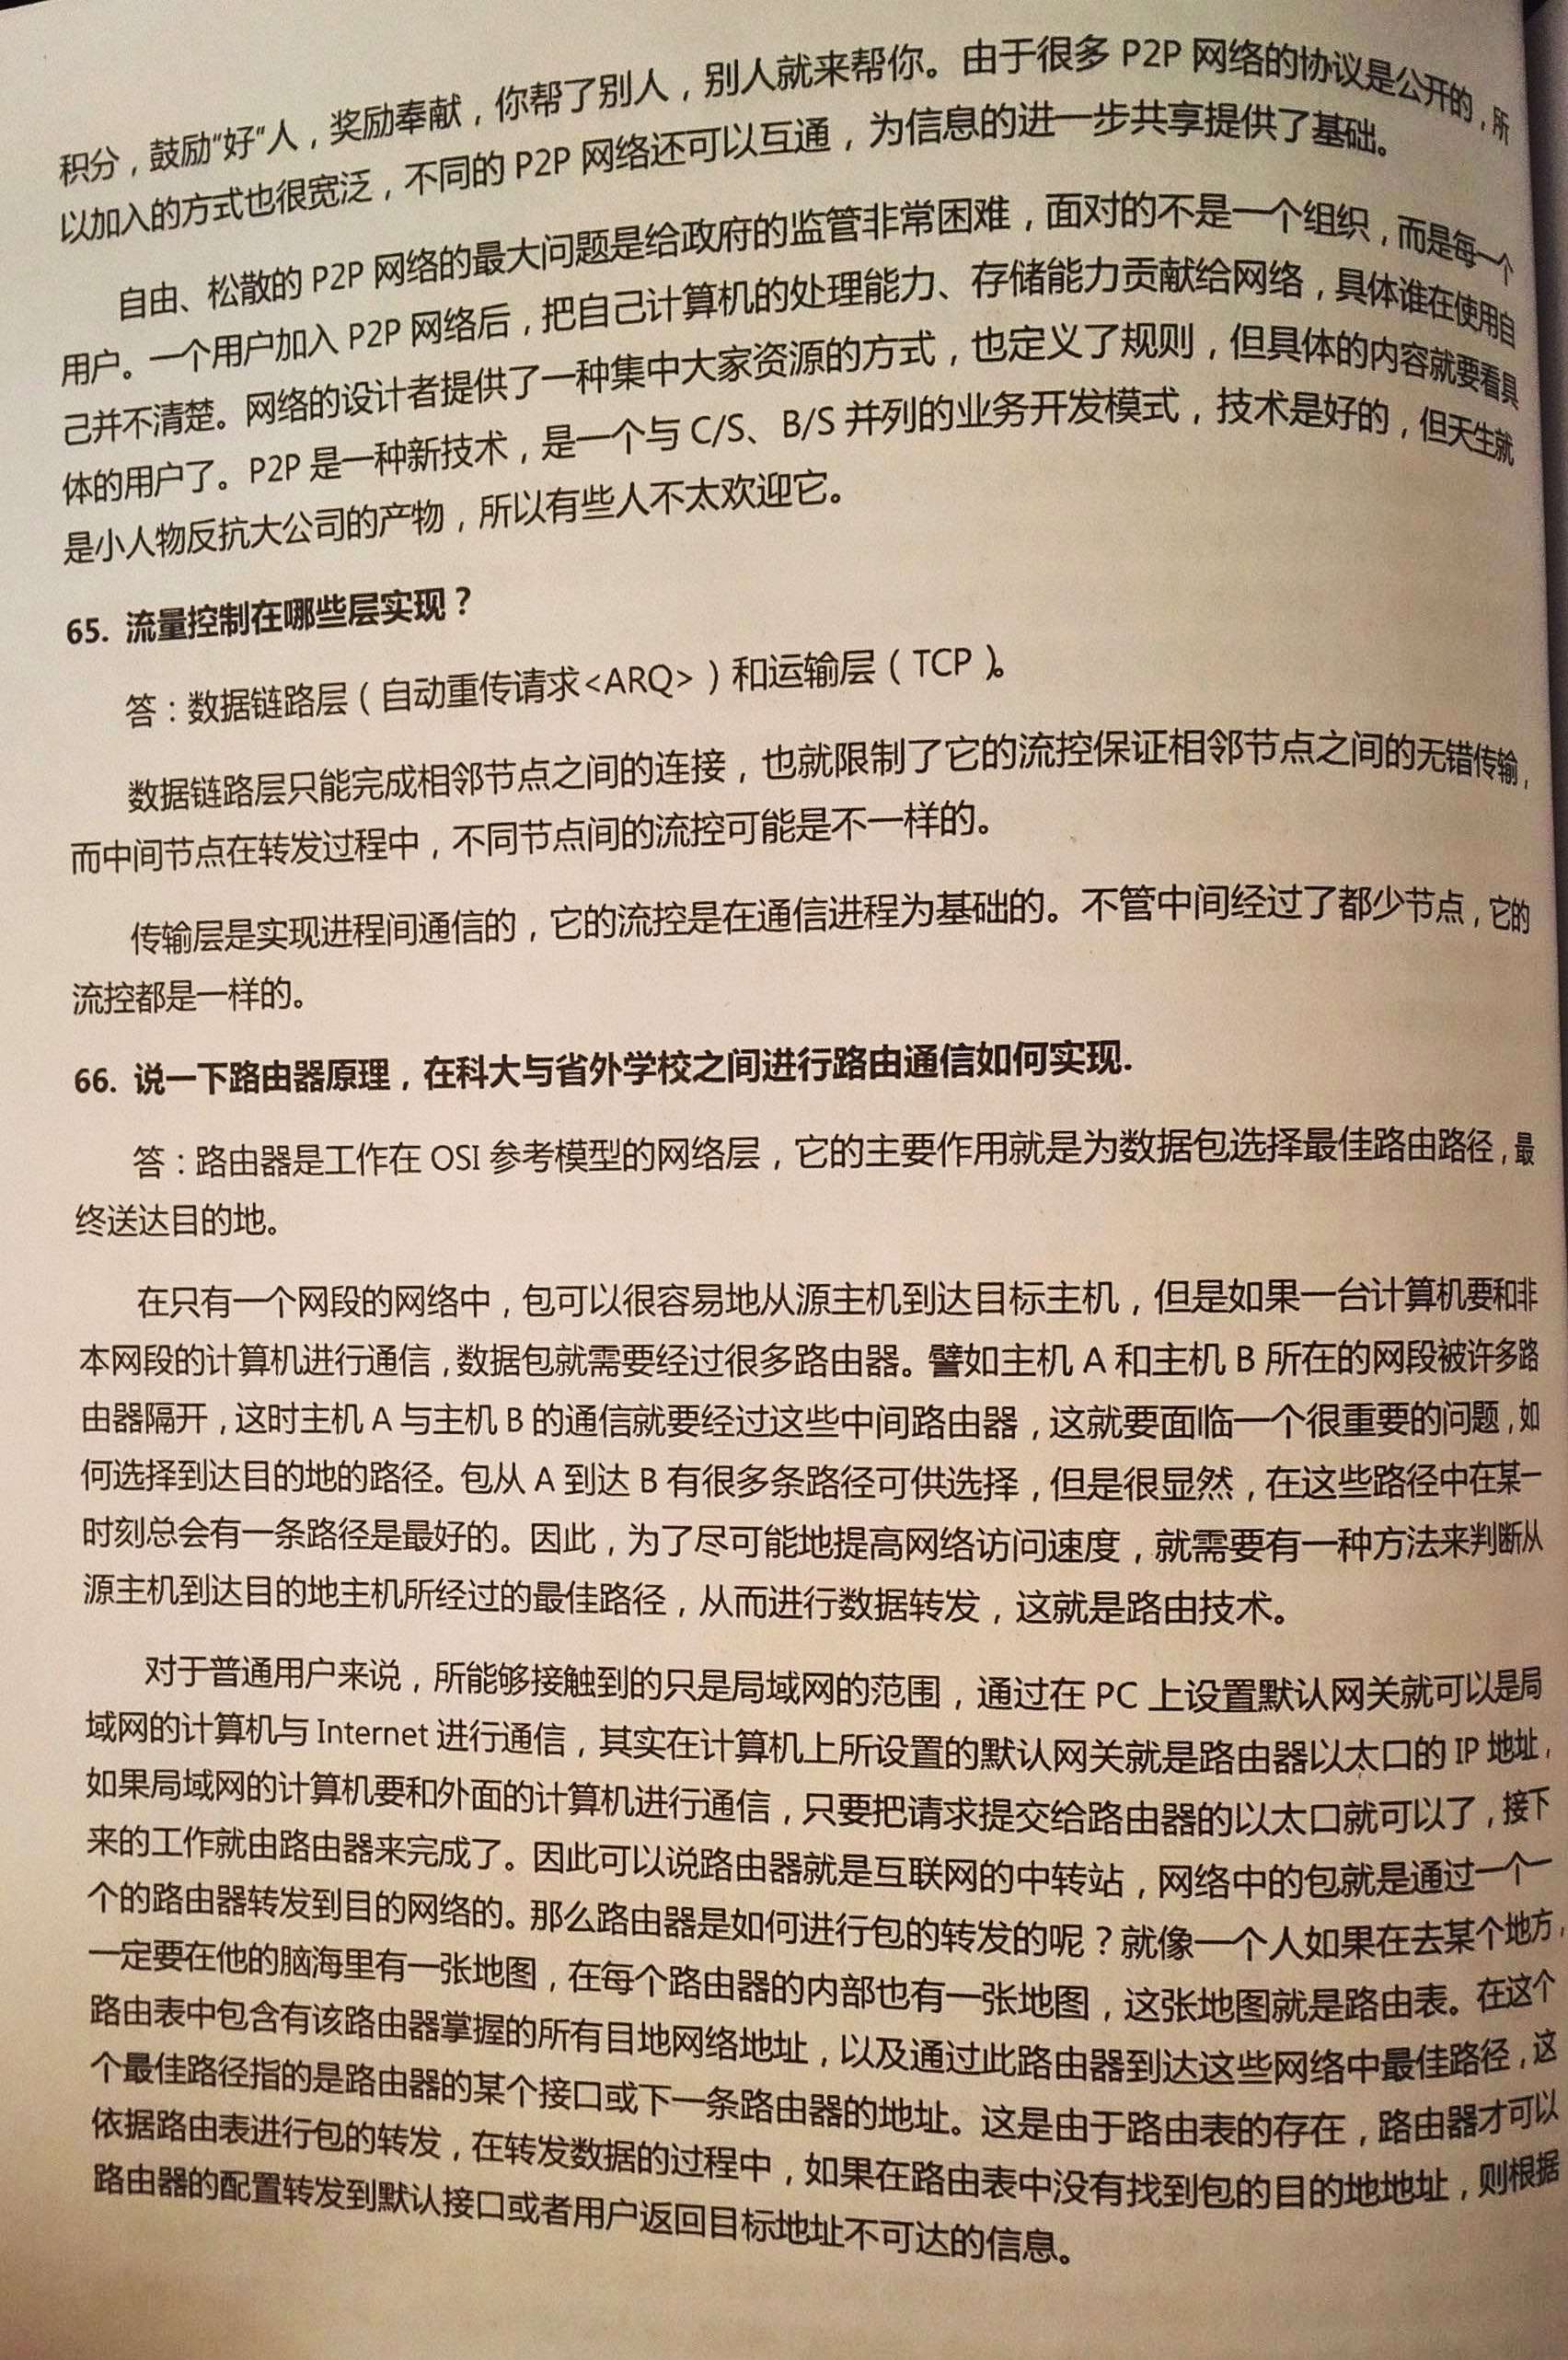 积分，鼓励“好“人，奖励奉献，你帮了别人，别人就来帮你。由于很多 P2P 网络的协议是公开的，所
以加入的方式也很宽泛，不同的 P2P 网络还可以互通，为信息的进一步共享提供了基础。
自由、松散的 P2P 网络的最大问题是给政府的监管非常困难，面对的不是一个组织，而是每一个
用户。一个用户加入 P2P 网络后，把自己计算机的处理能力、存储能力贡献给网络，具体谁在使用自
己并不清楚。网络的设计者提供了一种集中大家资源的方式，也定义了规则，但具体的内容就要看具
体的用户了。P2P 是一种新技术，是一个与 C/S、B/S 并列的业务开发模式，技术是好的，但天生就
是小人物反抗大公司的产物，所以有些人不太欢迎它。
65. 流量控制在哪些层实现？
答：数据链路层（自动重传请求<ARQ>）和运输层（TCP）。
数据链路层只能完成相邻节点之间的连接，也就限制了它的流控保证相邻节点之间的无错传输，
而中间节点在转发过程中，不同节点间的流控可能是不一样的。
传输层是实现进程间通信的，它的流控是在通信进程为基础的。不管中间经过了都少节点，它的
流控都是一样的。
66. 说一下路由器原理，在科大与省外学校之间进行路由通信如何实现.
答：路由器是工作在 OSI 参考模型的网络层，它的主要作用就是为数据包选择最佳路由路径，最
终送达目的地。
在只有一个网段的网络中，包可以很容易地从源主机到达目标主机，但是如果一台计算机要和非
本网段的计算机进行通信，数据包就需要经过很多路由器。譬如主机 A 和主机 B 所在的网段被许多路
由器隔开，这时主机 A 与主机 B 的通信就要经过这些中间路由器，这就要面临一个很重要的问题，如
何选择到达目的地的路径。包从 A 到达 B 有很多条路径可供选择，但是很显然，在这些路径中在某一
时刻总会有一条路径是最好的。因此，为了尽可能地提高网络访问速度，就需要有一种方法来判断从
源主机到达目的地主机所经过的最佳路径，从而进行数据转发，这就是路由技术。
对于普通用户来说，所能够接触到的只是局域网的范围，通过在 PC 上设置默认网关就可以是局
域网的计算机与 Internet 进行通信，其实在计算机上所设置的默认网关就是路由器以太口的 IP 地址，
如果局域网的计算机要和外面的计算机进行通信，只要把请求提交给路由器的以太口就可以了，接下
来的工作就由路由器来完成了。因此可以说路由器就是互联网的中转站，网络中的包就是通过一个一
个的路由器转发到目的网络的。那么路由器是如何进行包的转发的呢？就像一个人如果在去某个地方，
一定要在他的脑海里有一张地图，在每个路由器的内部也有一张地图，这张地图就是路由表。在这个
路由表中包含有该路由器掌握的所有目地网络地址，以及通过此路由器到达这些网络中最佳路径，这
个最佳路径指的是路由器的某个接口或下一条路由器的地址。这是由于路由表的存在，路由器才可以
依据路由表进行包的转发，在转发数据的过程中，如果在路由表中没有找到包的目的地地址，则根据
路由器的配置转发到默认接口或者用户返回目标地址不可达的信息。